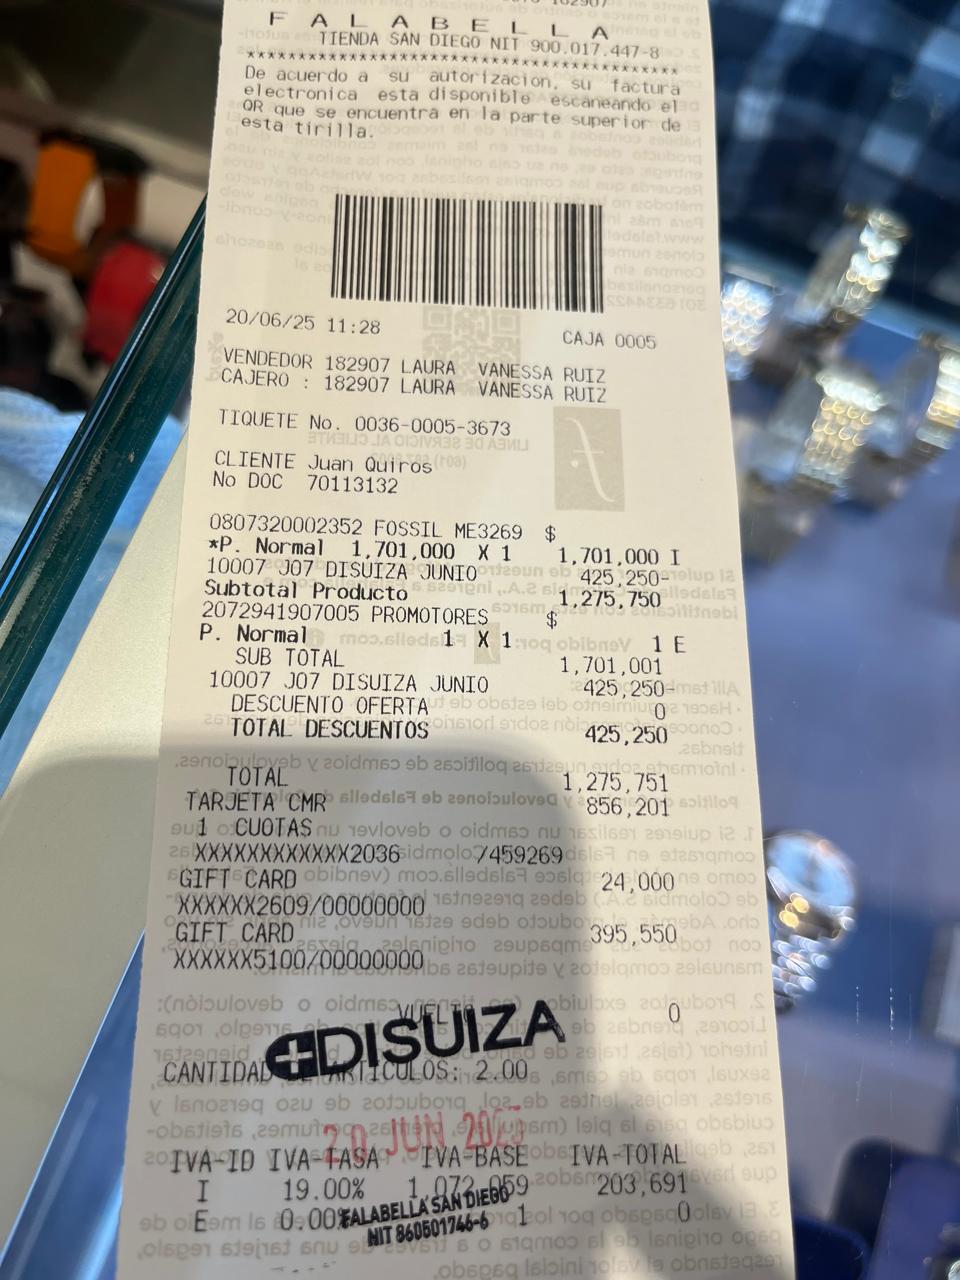 F A L A B E L L A
TIENDA SAN DIEGO NIT 900.017.447-8
De acuerdo a su autorizacion, su factura
electronica esta disponible escaneando el
QR que se encuentra en la parte superior de
esta tirilla.
20/06/25 11:28 CAJA 0005
VENDEDOR 182907 LAURA VANESSA RUIZ
CAJERO : 182907 LAURA VANESSA RUIZ
TIQUETE No. 0036-0005-3673
CLIENTE Juan Quiros
No DOC 70113132
0807320002352 FOSSIL ME3269 $
*P. Normal 1,701,000 X 1 1,701,000 I
10007 J07 DISUIZA JUNIO 425,250-
Subtotal Producto 1,275,750
2072941907005 PROMOTORES $
P. Normal 1 X 1 1 E
SUB TOTAL 1,701,001
10007 J07 DISUIZA JUNIO 425,250-
DESCUENTO OFERTA 0
TOTAL DESCUENTOS 425,250
TOTAL 1,275,751
TARJETA CMR 856,201
1 CUOTAS
XXXXXXXXXXXX2036 /459269
GIFT CARD 24,000
XXXXXX2609/00000000
GIFT CARD 395,550
XXXXXX5100/00000000
VUELTO 0
DISUIZA
CANTIDAD DE ARTICULOS: 2.00
20 JUN 2025
IVA-ID IVA-TASA IVA-BASE IVA-TOTAL
I 19.00% 1,072,059 203,691
E 0.00% 1 0
FALABELLA SAN DIEGO
NIT 860501746-6